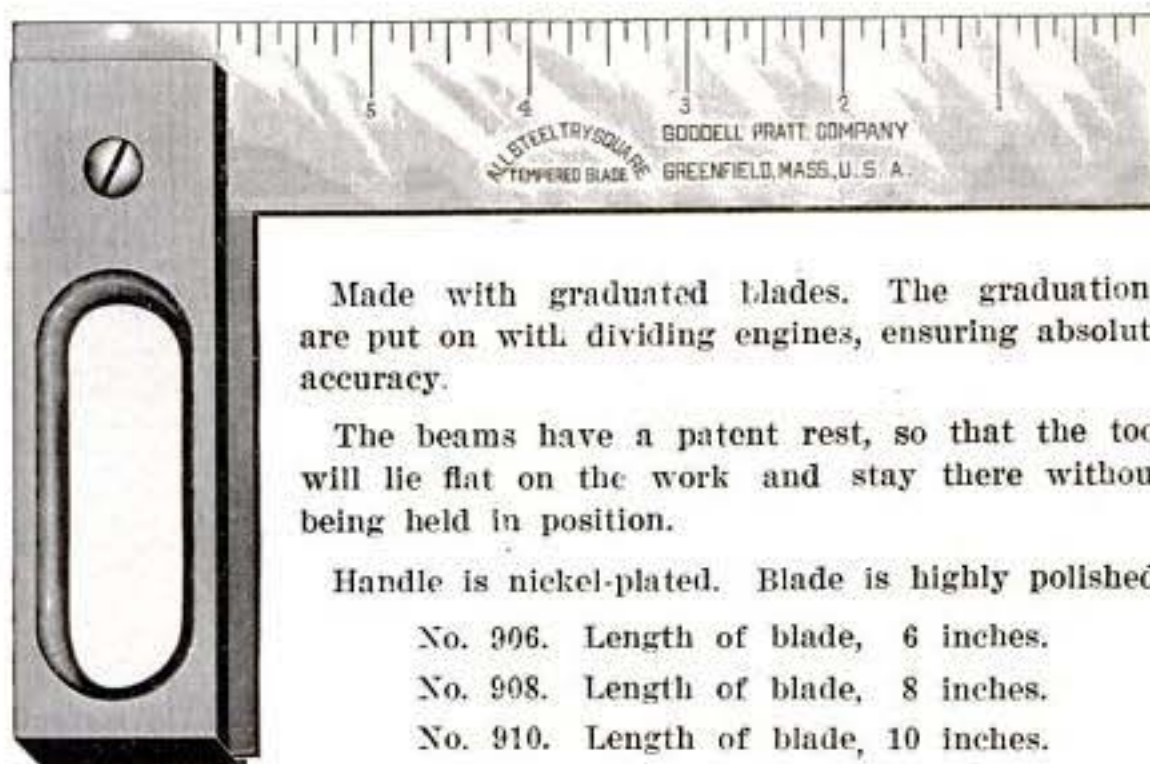 5 4 3 2 1
ALL STEEL TRY SQUARE
TEMPERED BLADE
GOODELL PRATT COMPANY
GREENFIELD, MASS., U. S. A.
Made with graduated blades. The graduation
are put on with dividing engines, ensuring absolut
accuracy.
The beams have a patent rest, so that the too
will lie flat on the work and stay there withou
being held in position.
Handle is nickel-plated. Blade is highly polished
No. 906. Length of blade, 6 inches.
No. 908. Length of blade, 8 inches.
No. 910. Length of blade, 10 inches.